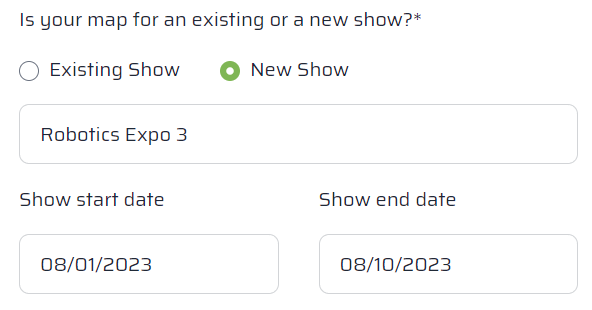 Is your map for an existing or a new show?*
Existing Show New Show
Robotics Expo 3
Show start date Show end date
08/01/2023 08/10/2023